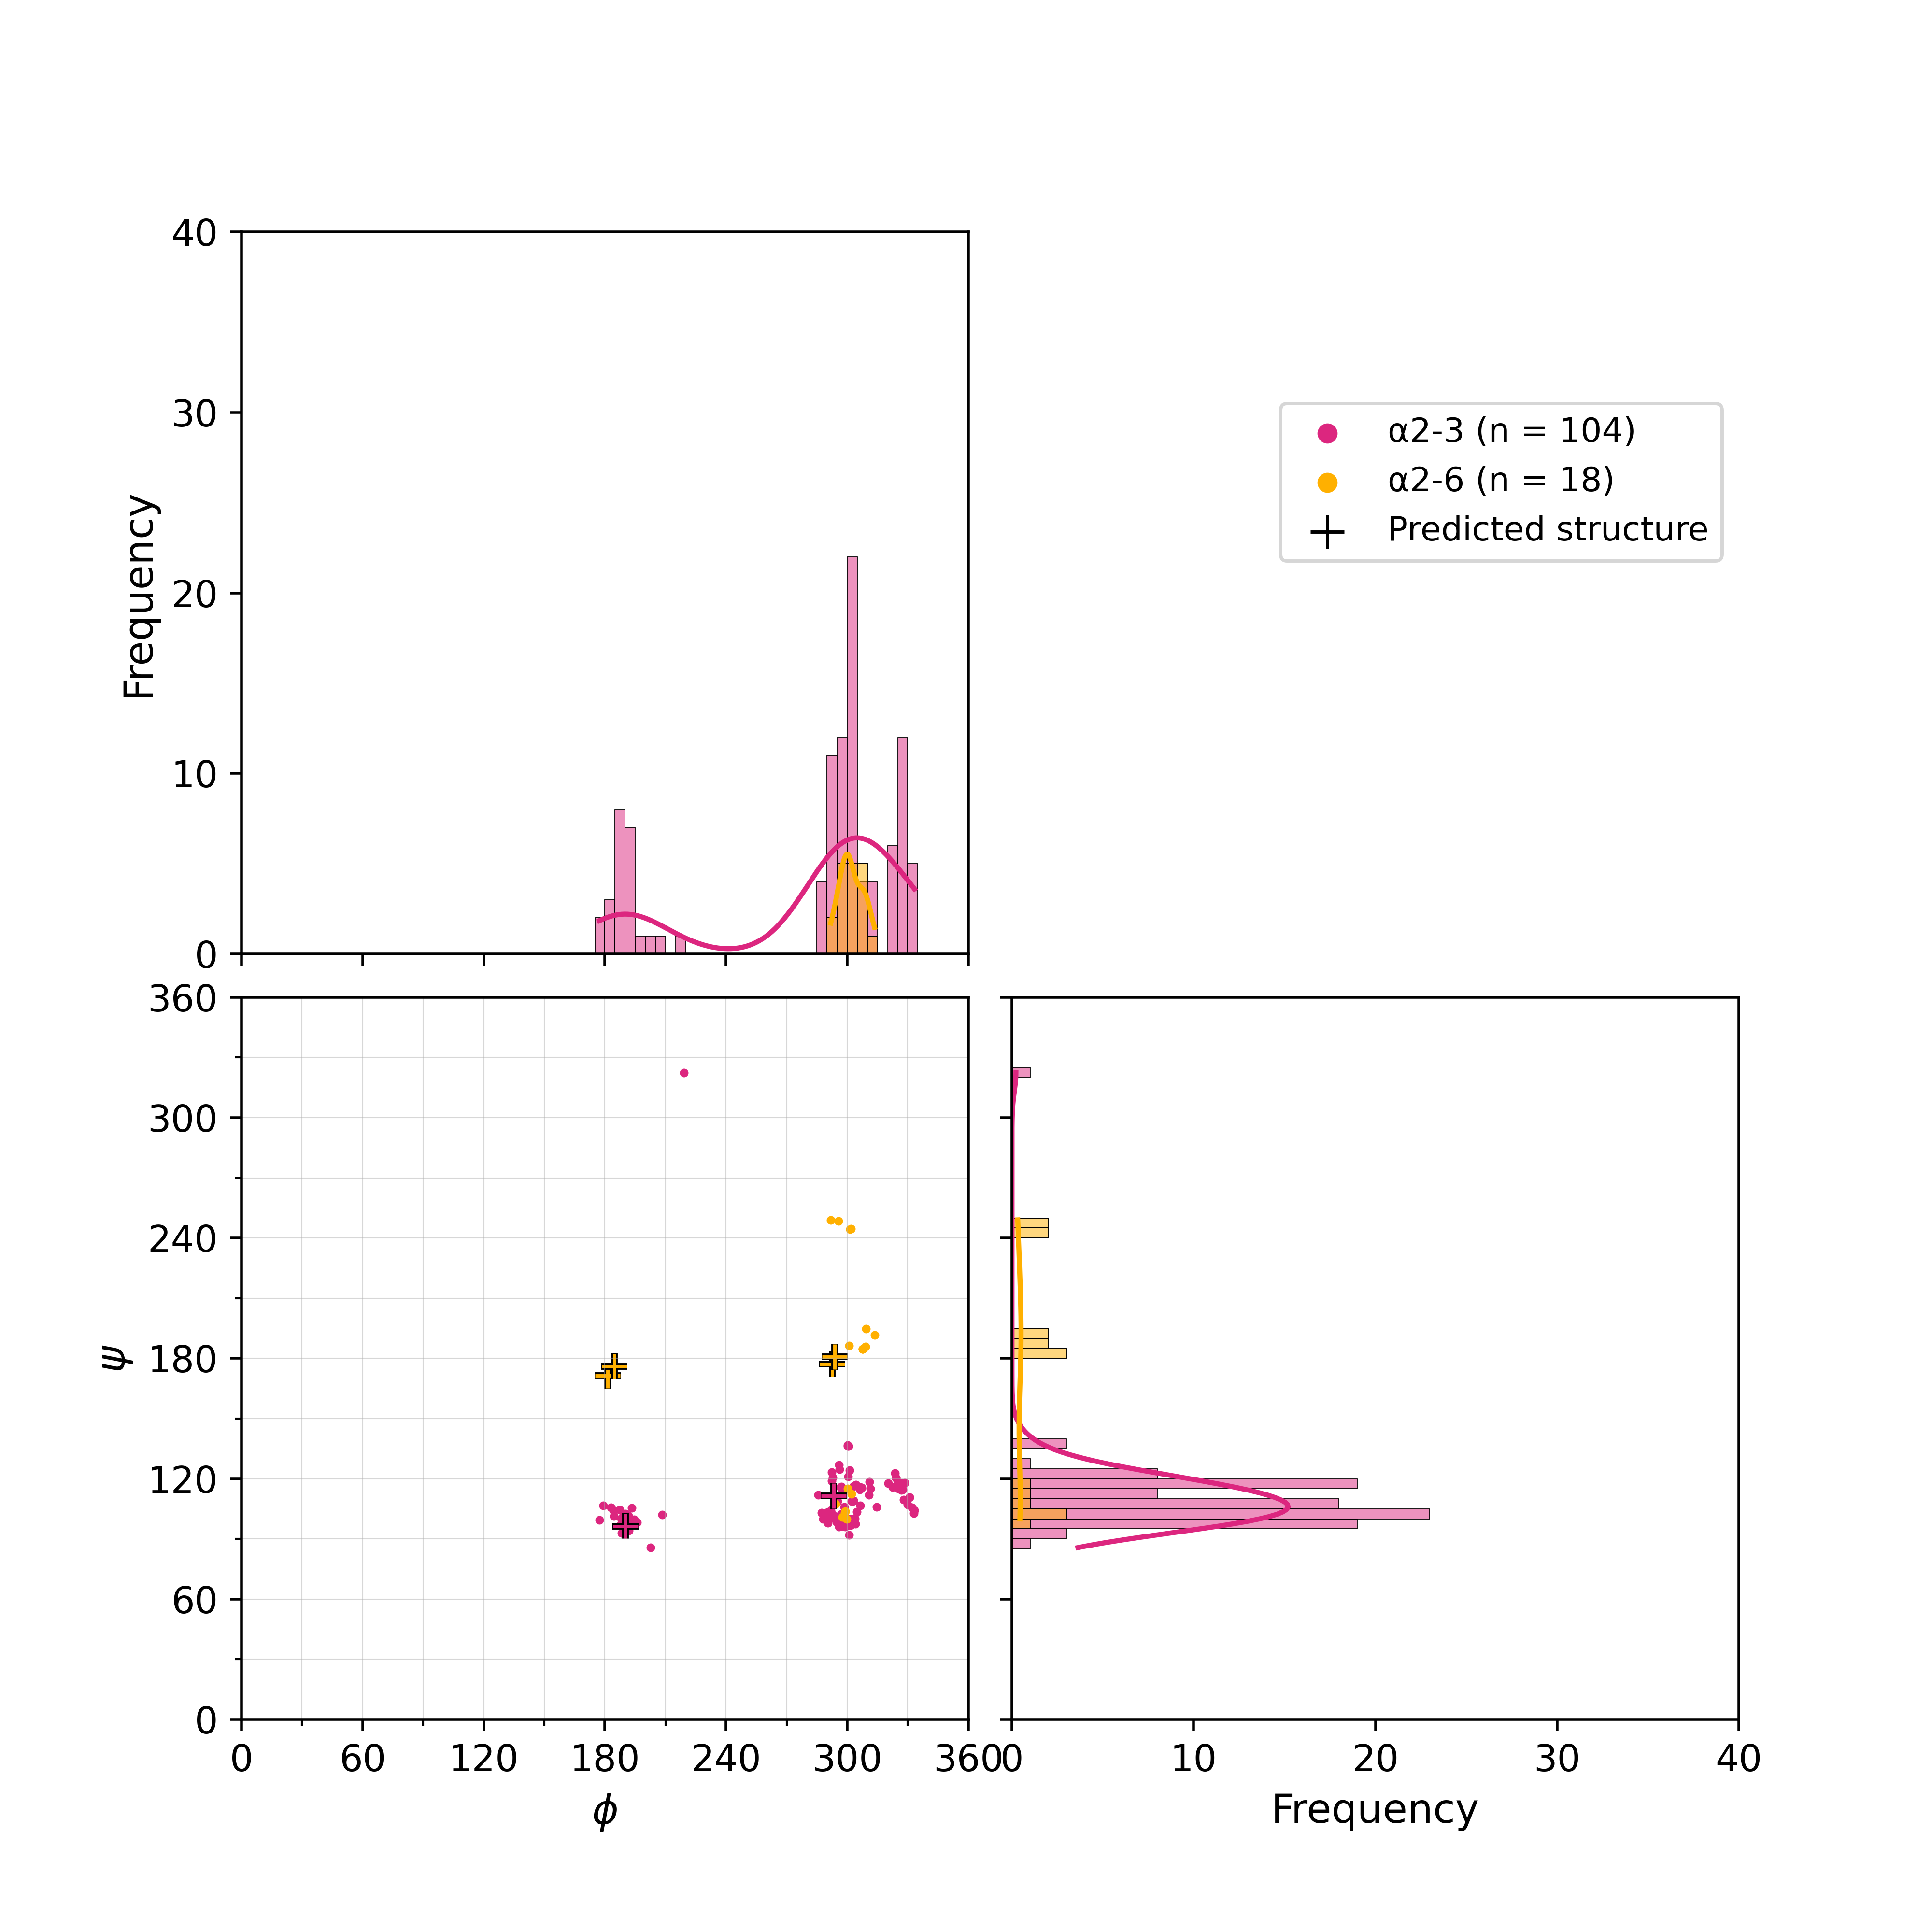 40
30
20
10
0
Frequency
α2-3 (n = 104)
α2-6 (n = 18)
Predicted structure
360
300
240
180
120
60
0
ψ
0 60 120 180 240 300 360
ϕ
0 10 20 30 40
Frequency